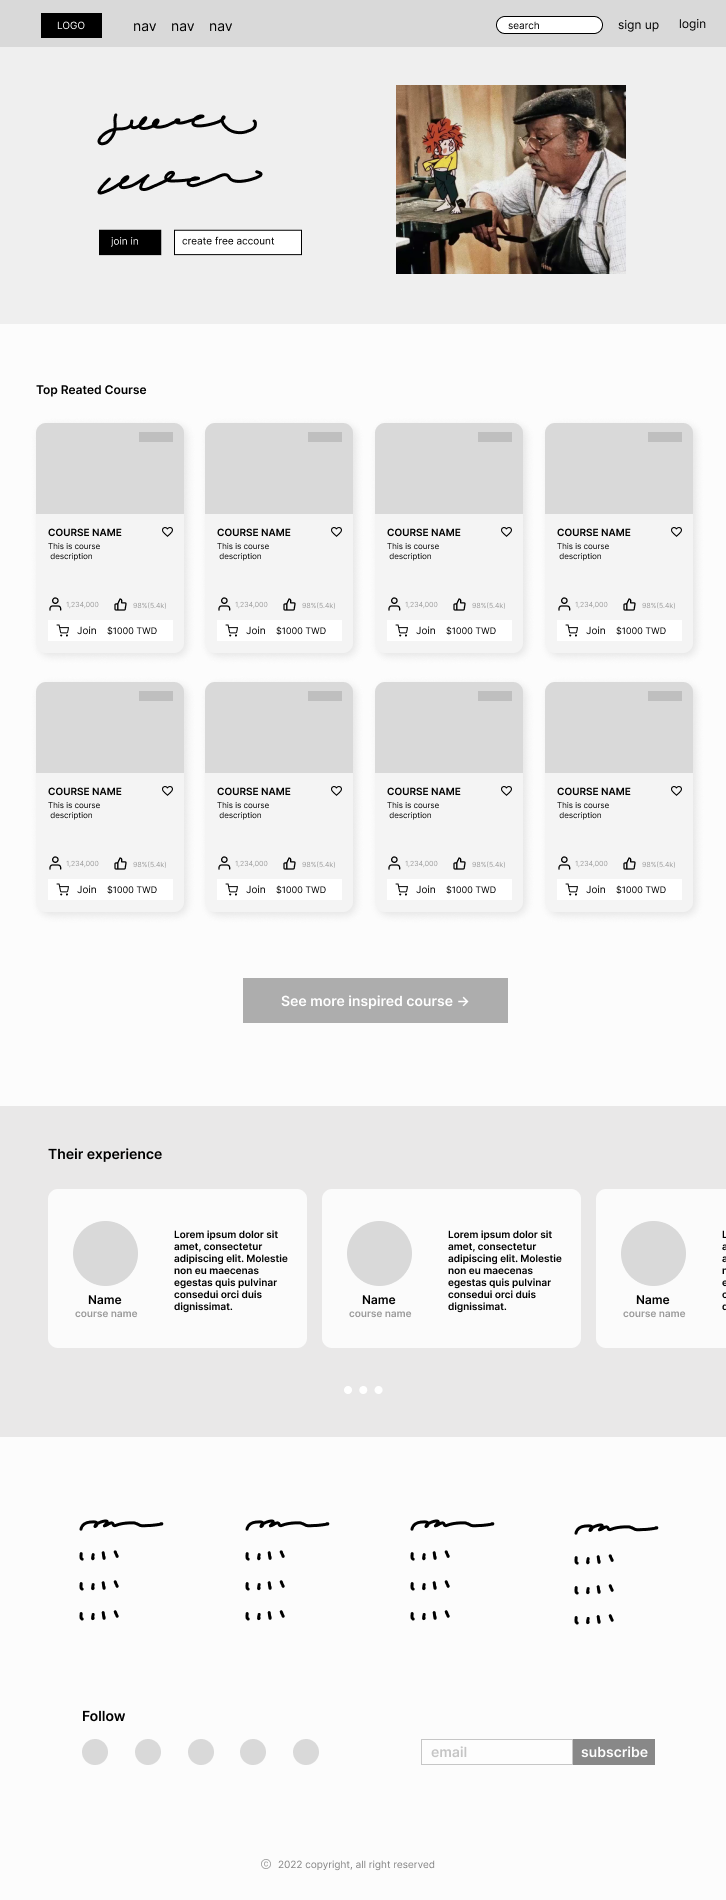 LOGO
nav nav nav
search
sign up
login
join in
create free account
Top Reated Course
COURSE NAME
This is course
description
1,234,000
98%(5.4k)
Join $1000 TWD
COURSE NAME
This is course
description
1,234,000
98%(5.4k)
Join $1000 TWD
COURSE NAME
This is course
description
1,234,000
98%(5.4k)
Join $1000 TWD
COURSE NAME
This is course
description
1,234,000
98%(5.4k)
Join $1000 TWD
COURSE NAME
This is course
description
1,234,000
98%(5.4k)
Join $1000 TWD
COURSE NAME
This is course
description
1,234,000
98%(5.4k)
Join $1000 TWD
COURSE NAME
This is course
description
1,234,000
98%(5.4k)
Join $1000 TWD
COURSE NAME
This is course
description
1,234,000
98%(5.4k)
Join $1000 TWD
See more inspired course →
Their experience
Name
course name
Lorem ipsum dolor sit
amet, consectetur
adipiscing elit. Molestie
non eu maecenas
egestas quis pulvinar
consedui orci duis
dignissimat.
Name
course name
Lorem ipsum dolor sit
amet, consectetur
adipiscing elit. Molestie
non eu maecenas
egestas quis pulvinar
consedui orci duis
dignissimat.
Name
course name
Follow
email
subscribe
© 2022 copyright, all right reserved